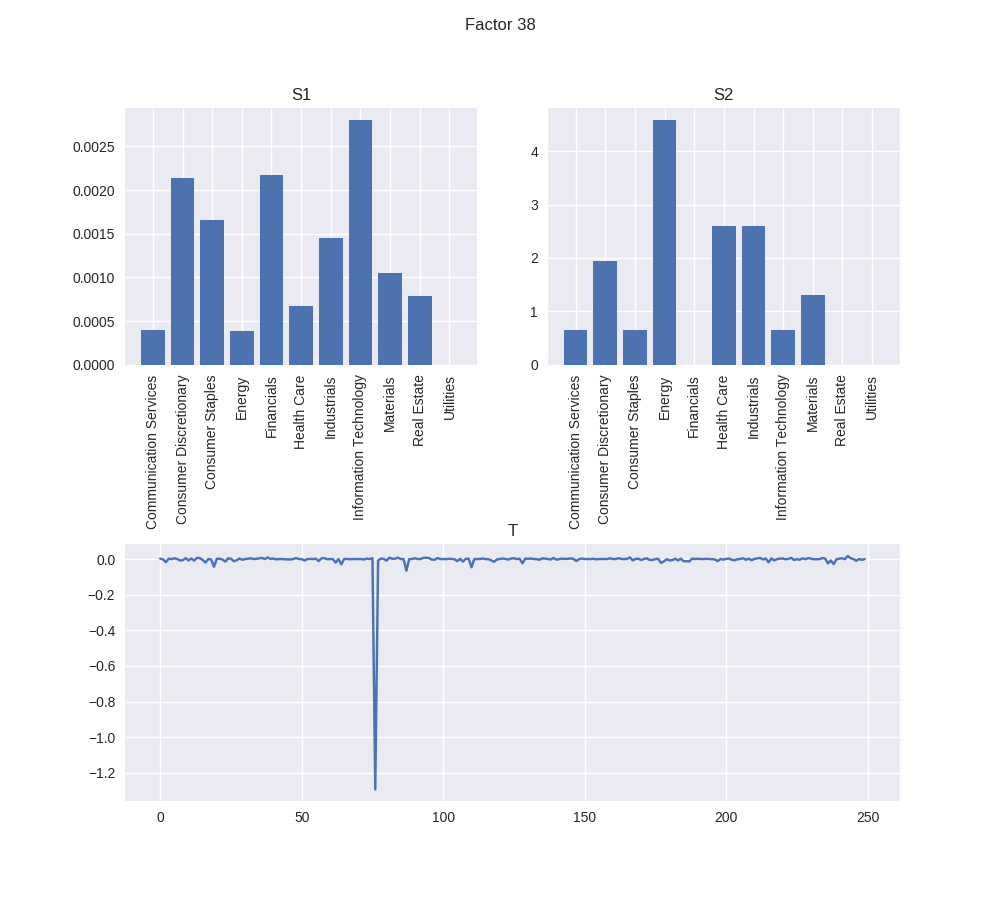 Factor 38
S1
0.0025
0.0020
0.0015
0.0010
0.0005
0.0000
Communication Services
Consumer Discretionary
Consumer Staples
Energy
Financials
Health Care
Industrials
Information Technology
Materials
Real Estate
Utilities
S2
4
3
2
1
0
Communication Services
Consumer Discretionary
Consumer Staples
Energy
Financials
Health Care
Industrials
Information Technology
Materials
Real Estate
Utilities
T
0.0
−0.2
−0.4
−0.6
−0.8
−1.0
−1.2
0 50 100 150 200 250